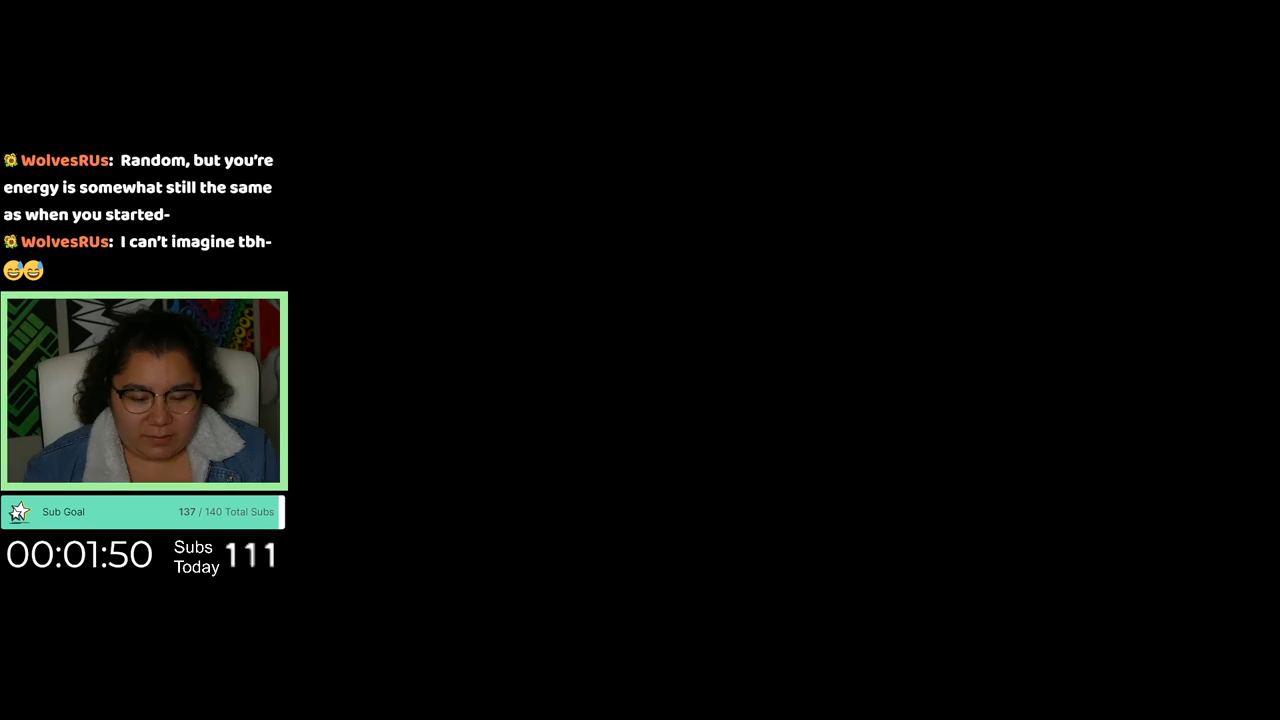 WolvesRUs: Random, but you're
energy is somewhat still the same
as when you started-
WolvesRUs: I can't imagine tbh-
😅😅
Sub Goal 137 / 140 Total Subs
00:01:50 Subs Today 111